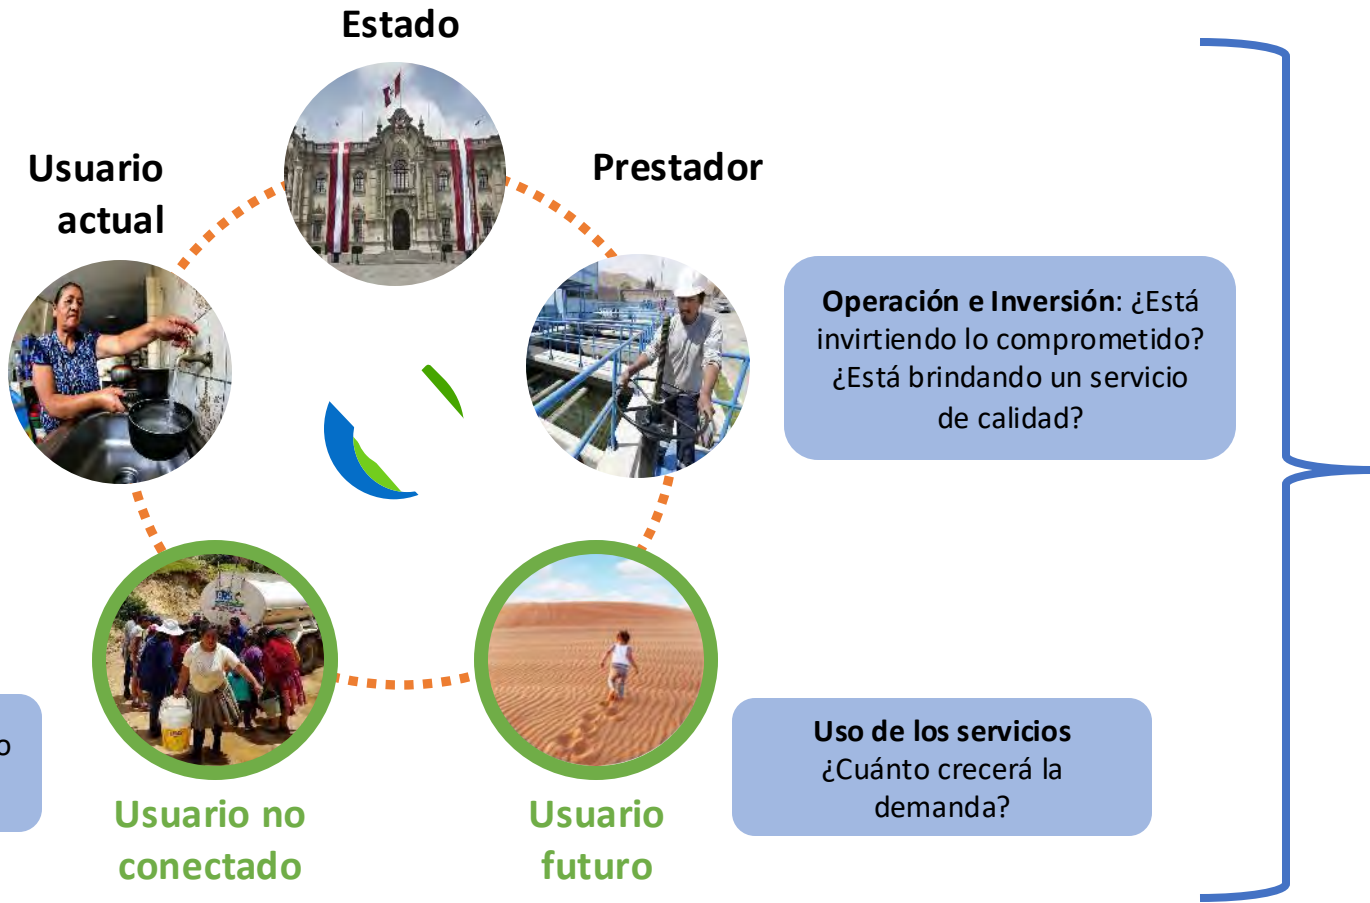 Estado
Usuario
actual
Prestador
Operación e Inversión: ¿Está
invirtiendo lo comprometido?
¿Está brindando un servicio
de calidad?
o
Uso de los servicios
¿Cuánto crecerá la
demanda?
Usuario no
conectado
Usuario
futuro